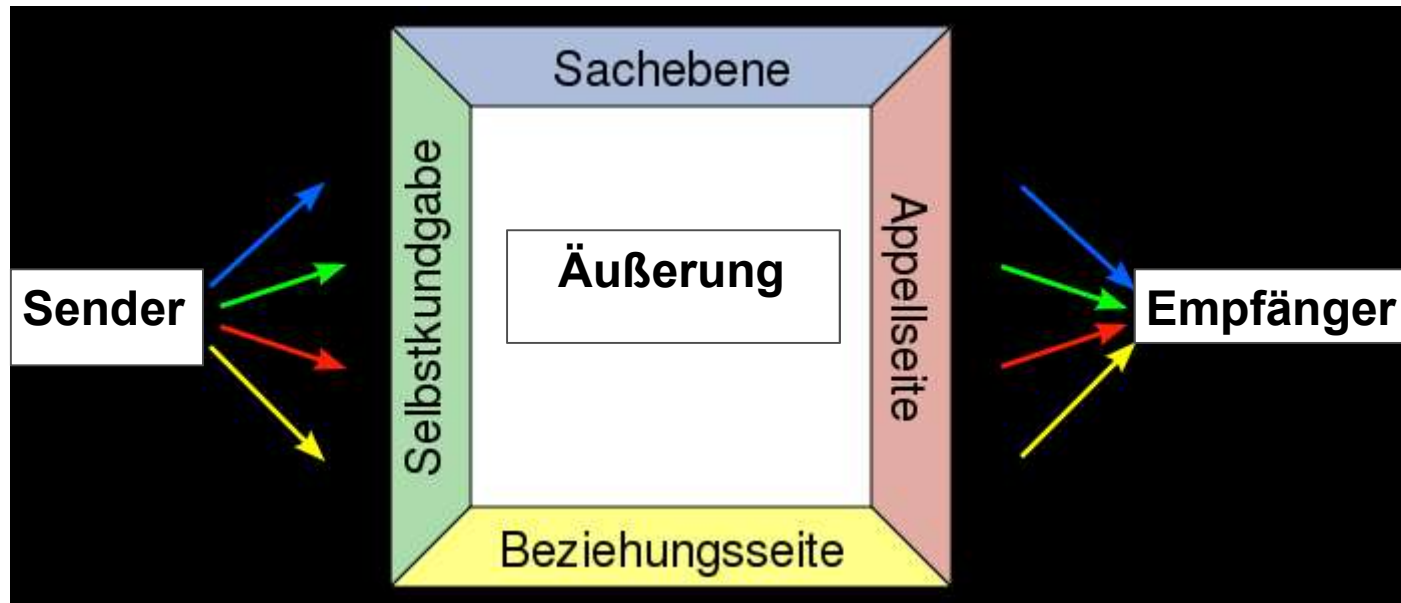 Sachebene
Selbstkundgabe
Äußerung
Appellseite
Sender
Empfänger
Beziehungsseite